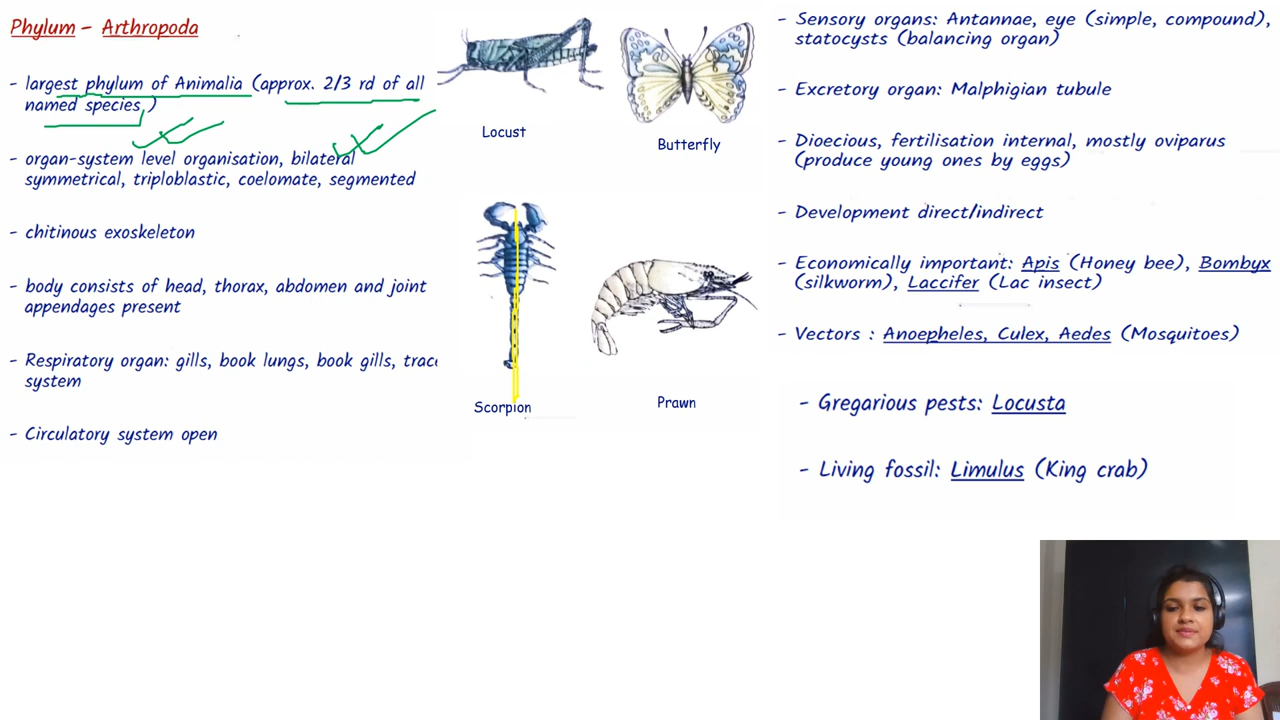 Phylum - Arthropoda
- largest phylum of Animalia (approx. 2/3 rd of all
named species )
- organ-system level organisation, bilateral
symmetrical, triploblastic, coelomate, segmented
- chitinous exoskeleton
- body consists of head, thorax, abdomen and joint
appendages present
- Respiratory organ: gills, book lungs, book gills,
system
- Circulatory system open
Locust
Butterfly
Scorpion
Prawn
- Sensory organs: Antannae, eye (simple, compound),
statocysts (balancing organ)
- Excretory organ: Malphigian tubule
- Dioecious, fertilisation internal, mostly oviparus
(produce young ones by eggs)
- Development direct/indirect
- Economically important: Apis (Honey bee), Bombyx
(silkworm), Laccifer (Lac insect)
- Vectors : Anoepheles, Culex, Aedes (Mosquitoes)
- Gregarious pests: Locusta
- Living fossil: Limulus (King crab)